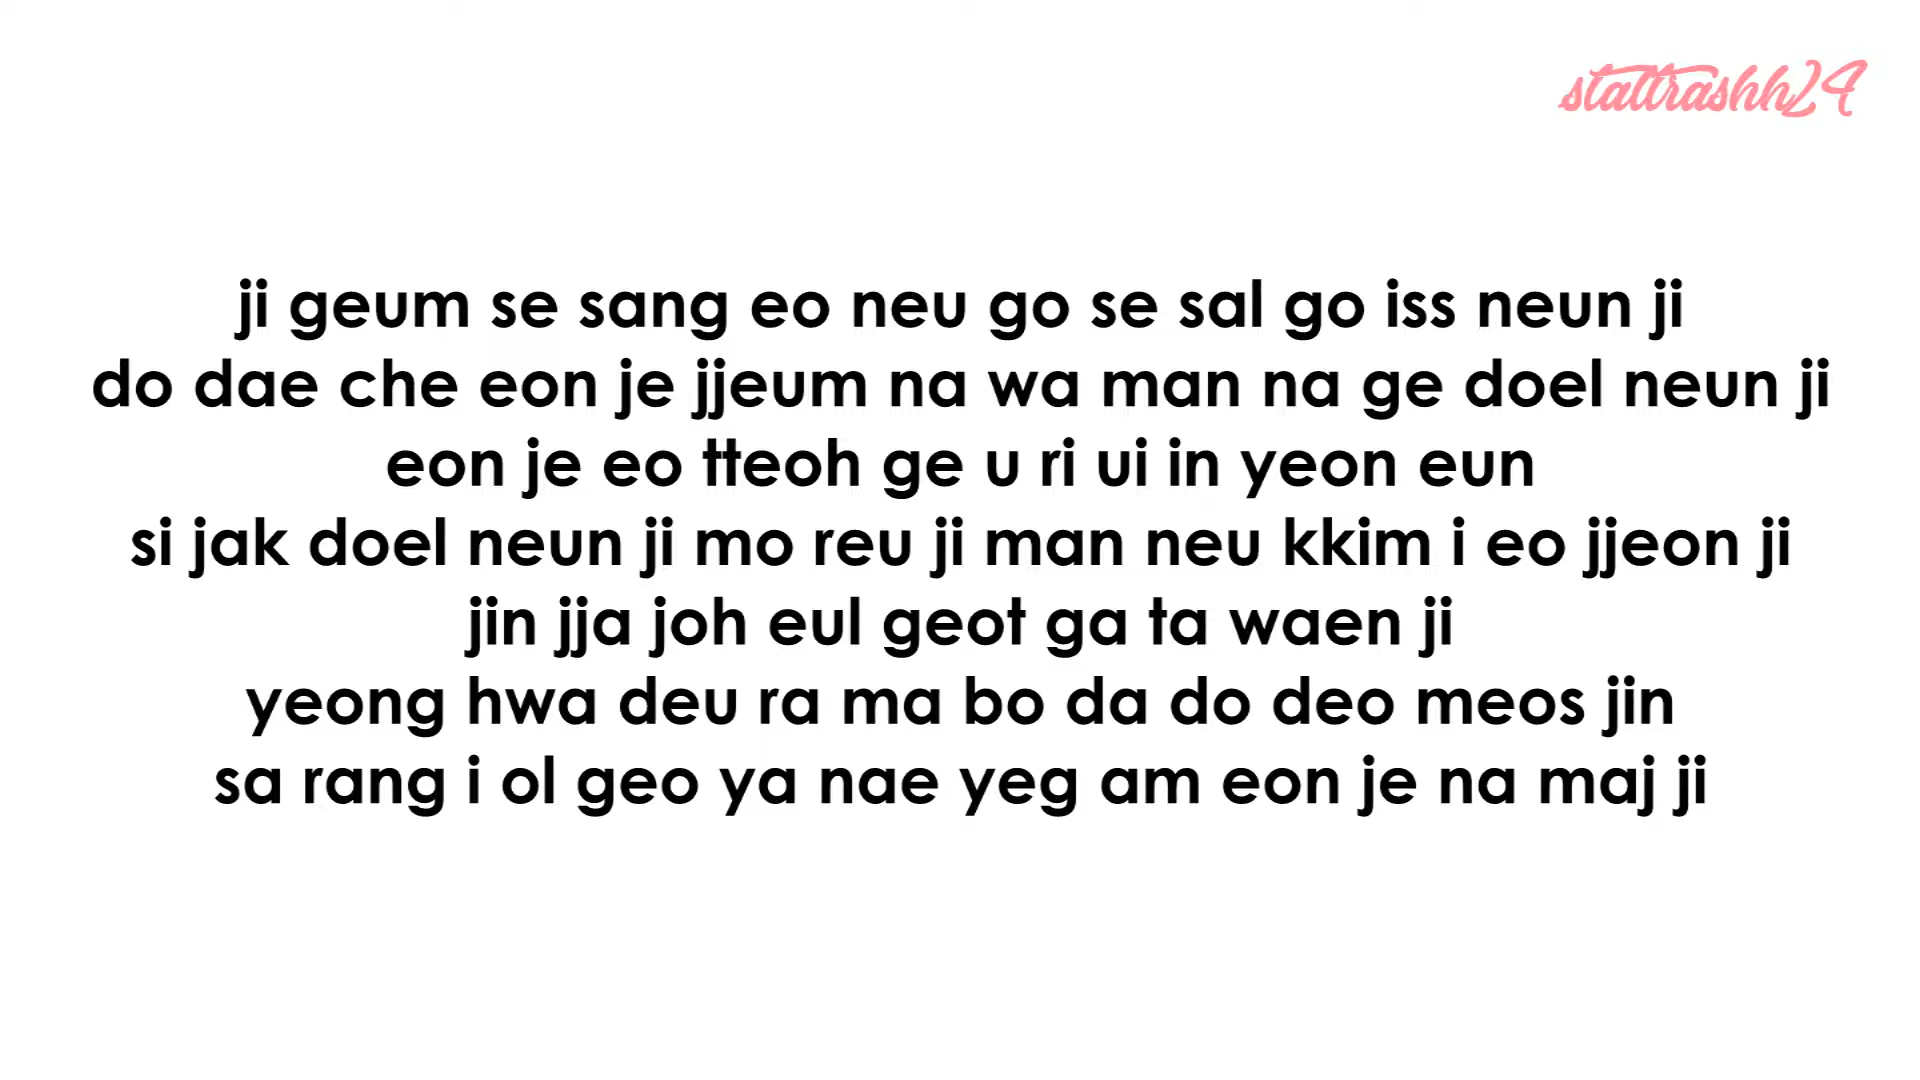 stattrashh24
ji geum se sang eo neu go se sal go iss neun ji
do dae che eon je jjeum na wa man na ge doel neun ji
eon je eo tteoh ge u ri ui in yeon eun
si jak doel neun ji mo reu ji man neu kkim i eo jjeon ji
jin jja joh eul geot ga ta waen ji
yeong hwa deu ra ma bo da do deo meos jin
sa rang i ol geo ya nae yeg am eon je na maj ji